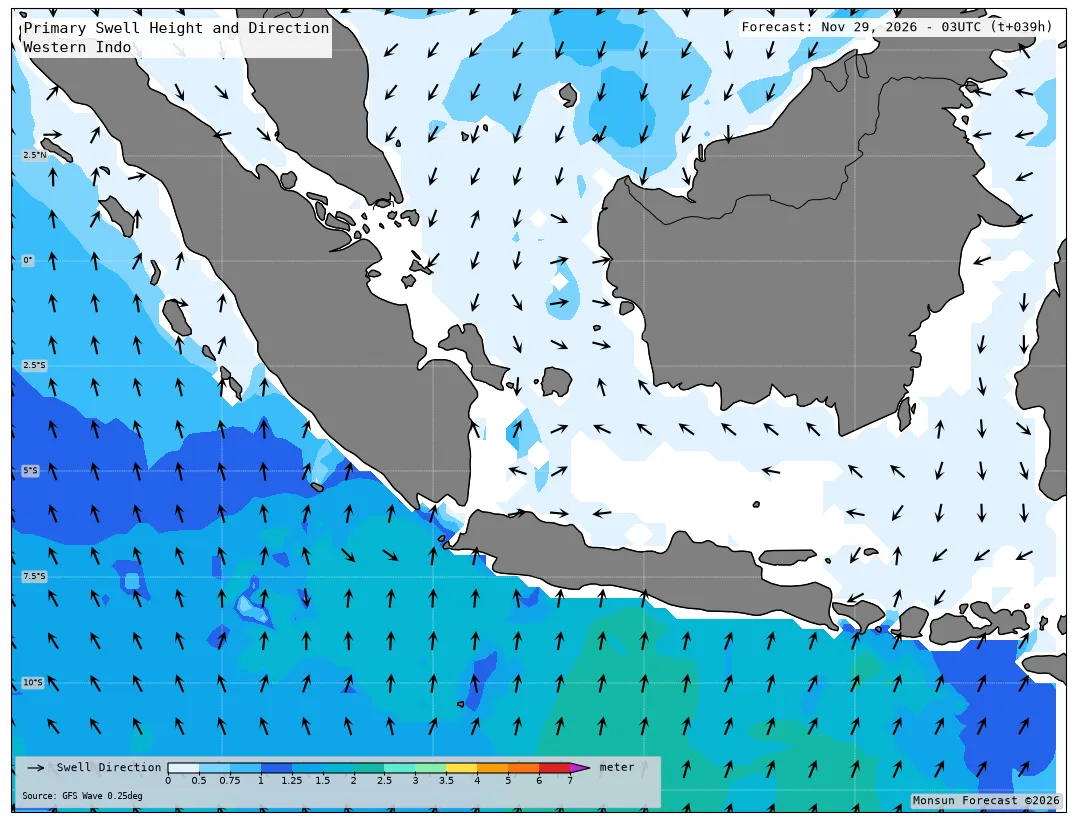 Primary Swell Height and Direction
Western Indo
Forecast: Nov 29, 2026 - 03UTC (t+039h)
2.5°N
0°
2.5°S
5°S
7.5°S
10°S
Swell Direction
0 0.5 0.75 1 1.25 1.5 2 2.5 3 3.5 4 5 6 7
meter
Source: GFS Wave 0.25deg
Monsun Forecast ©2026